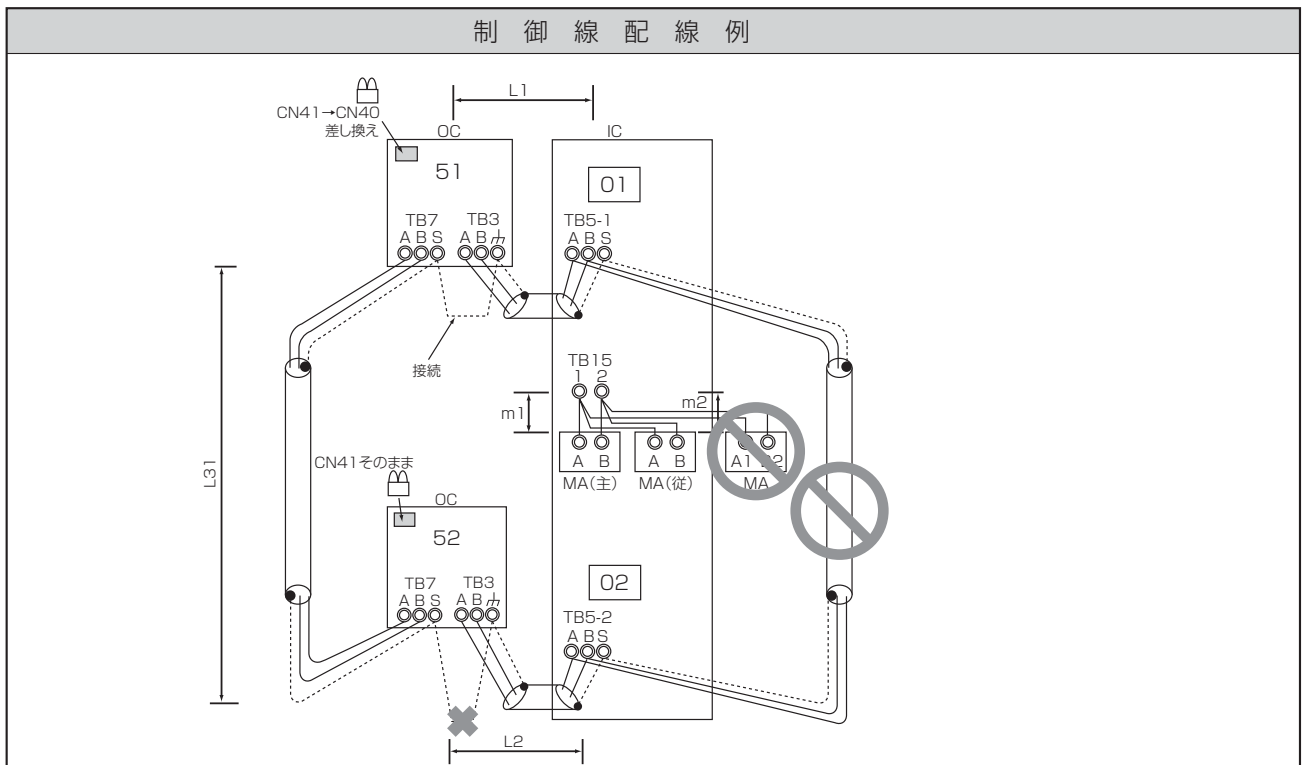 制御線配線例
L1
CN41→CN40
差し換え
OC
IC
51
01
TB7
TB3
TB5-1
A B S
A B
A B S
接続
TB15
1 2
m1
m2
L31
CN41そのまま
A B
A B
A1
MA(主)
MA(従)
MA
OC
52
02
TB7
TB3
TB5-2
A B S
A B
A B S
L2